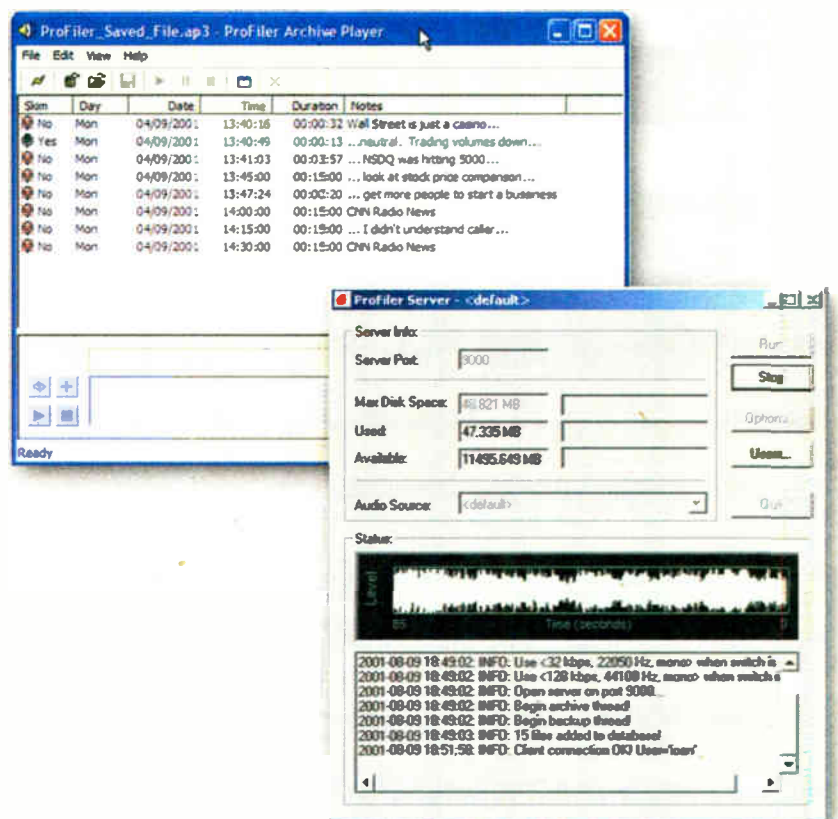 ProFiler_Saved_File.ap3 - ProFiler Archive Player
File Edit View Help
Skim Day Date Time Duration Notes
No Mon 04/09/2001 13:40:16 00:00:32 Wall Street is just a casino...
Yes Mon 04/09/2001 13:40:49 00:00:13 ...neutral. Trading volumes down...
No Mon 04/09/2001 13:41:03 00:03:57 ...NSDQ was hitting 5000...
No Mon 04/09/2001 13:45:00 00:15:00 ... look at stock price comparison...
No Mon 04/09/2001 13:47:24 00:00:20 ... get more people to start a business
No Mon 04/09/2001 14:00:00 00:15:00 CNN Radio News
No Mon 04/09/2001 14:15:00 00:15:00 ... I didn't understand caller...
No Mon 04/09/2001 14:30:00 00:15:00 CNN Radio News
Ready
ProFiler Server - <default>
Server Info:
Server Port: 9000
Max Disk Space: MB
Used: 47.335 MB
Available: 11495.649 MB
Audio Source: <default>
Run
Stop
Options
Users...
Quit
Status:
Level
85 Time (seconds) 0
2001-08-09 18:49:02: INFO: Use <32 kbps, 22050 Hz, mono> when switch is
2001-08-09 18:49:02: INFO: Use <128 kbps, 44100 Hz, mono> when switch is
2001-08-09 18:49:02: INFO: Open server on port 9000...
2001-08-09 18:49:02: INFO: Begin archive thread!
2001-08-09 18:49:02: INFO: Begin backup thread!
2001-08-09 18:49:03: INFO: 15 files added to database!
2001-08-09 18:51:58: INFO: Client connection OK! User=